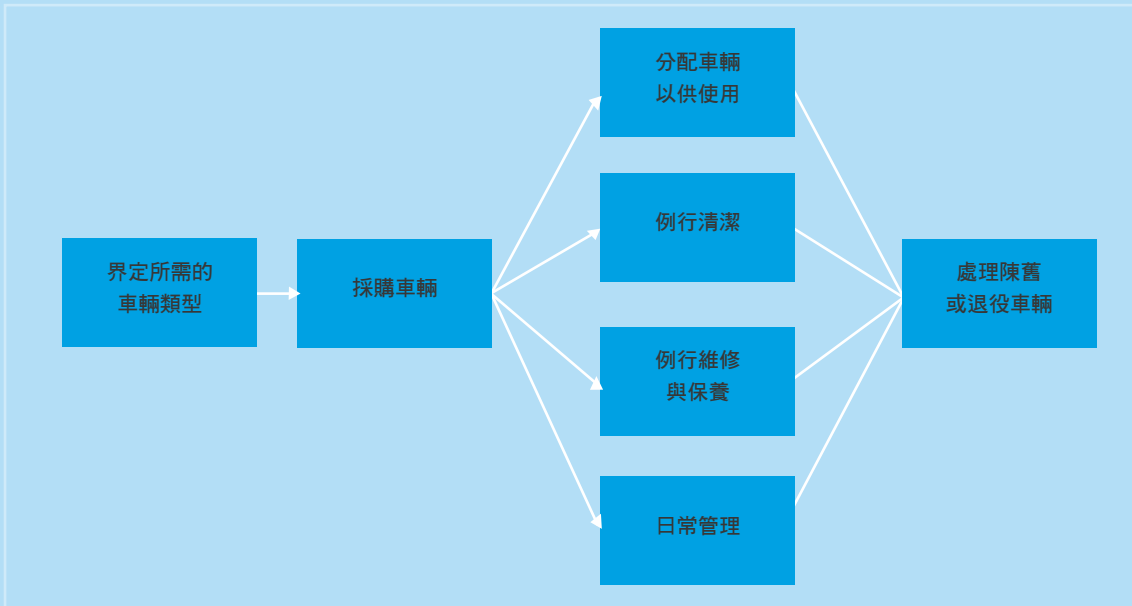 界定所需的
車輛類型
採購車輛
分配車輛
以供使用
例行清潔
例行維修
與保養
日常管理
處理陳舊
或退役車輛